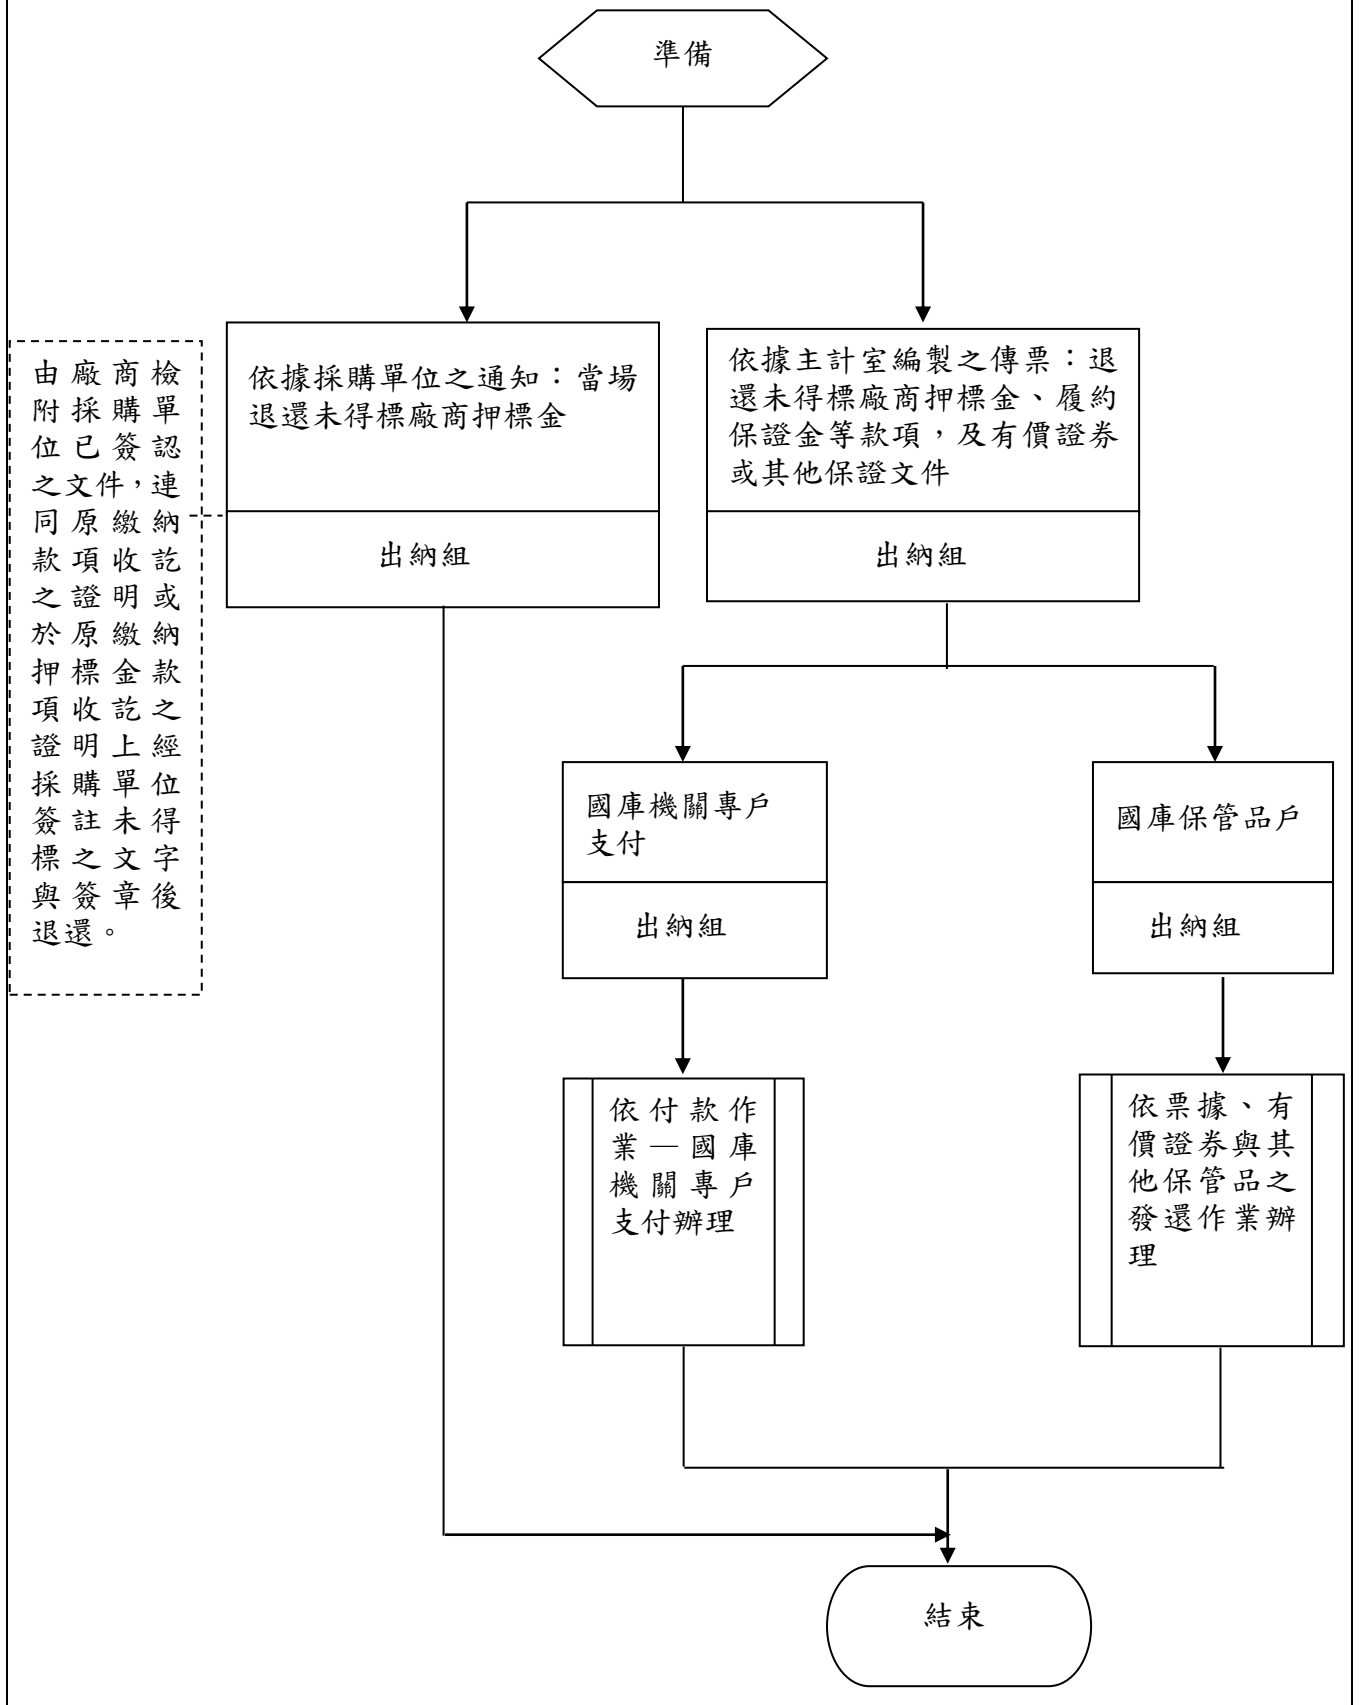 準備
依據採購單位之通知：當場
退還未得標廠商押標金
出納組
依據主計室編製之傳票：退
還未得標廠商押標金、履約
保證金等款項，及有價證券
或其他保證文件
出納組
由廠商檢
附採購單
位已簽認
之文件，連
同原繳納
款項收訖
之證明或
於原繳納
押標金款
項收訖之
證明上經
採購單位
簽註未得
標之文字
與簽章後
退還。
國庫機關專戶
支付
出納組
國庫保管品戶
出納組
依付款作
業—國庫
機關專戶
支付辦理
依票據、有
價證券與其
他保管品之
發還作業辦
理
結束